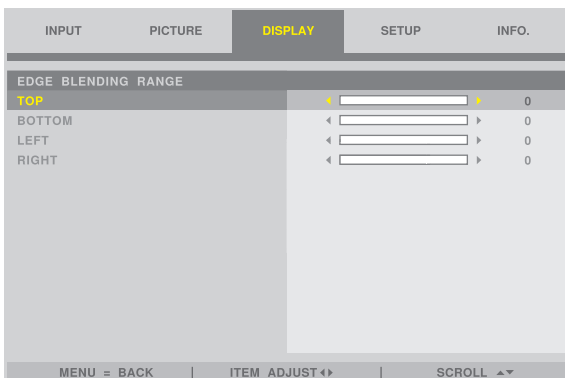 INPUT PICTURE DISPLAY SETUP INFO.
EDGE BLENDING RANGE
TOP 0
BOTTOM 0
LEFT 0
RIGHT 0
MENU = BACK | ITEM ADJUST ◀▶ | SCROLL ▲▼